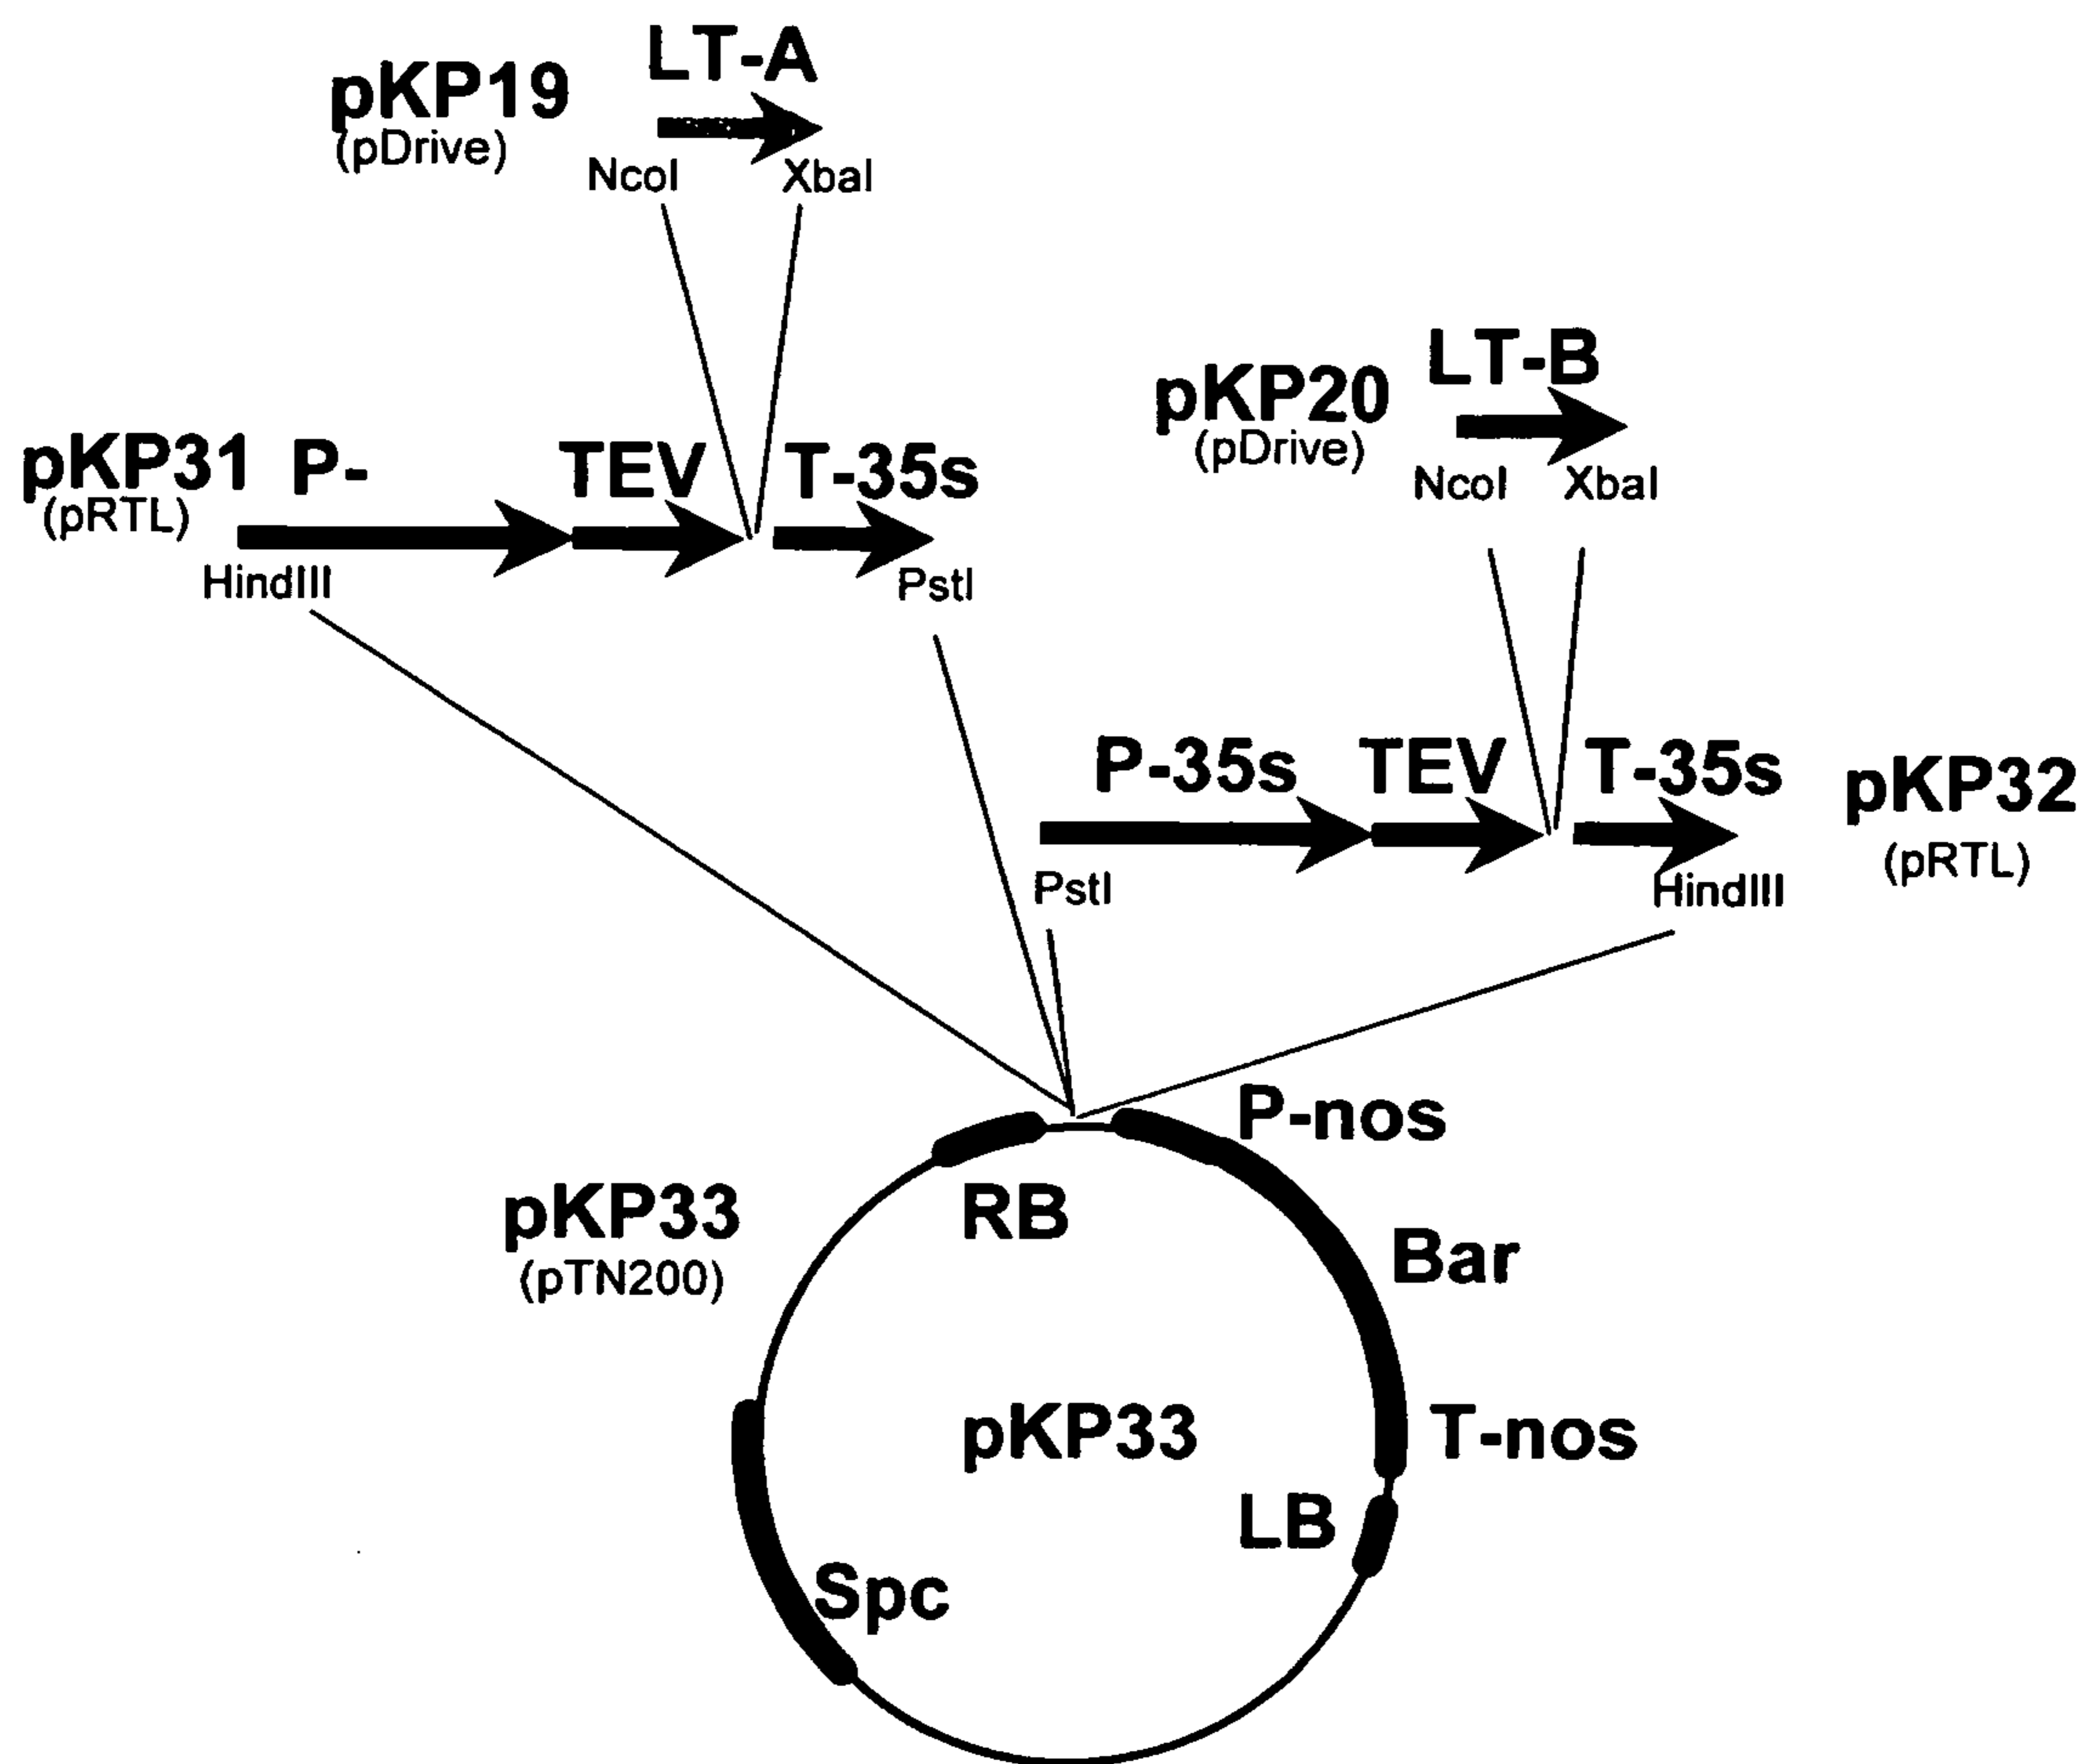 LT-A
pKP19
(pDrive)
NcoI XbaI
LT-B
pKP20
(pDrive)
NcoI XbaI
pKP31 P- TEV T-35s
(pRTL)
HindIII PstI
P-35s TEV T-35s pKP32
(pRTL)
PstI HindIII
P-nos
RB
pKP33
(pTN200)
Bar
pKP33
T-nos
LB
Spc